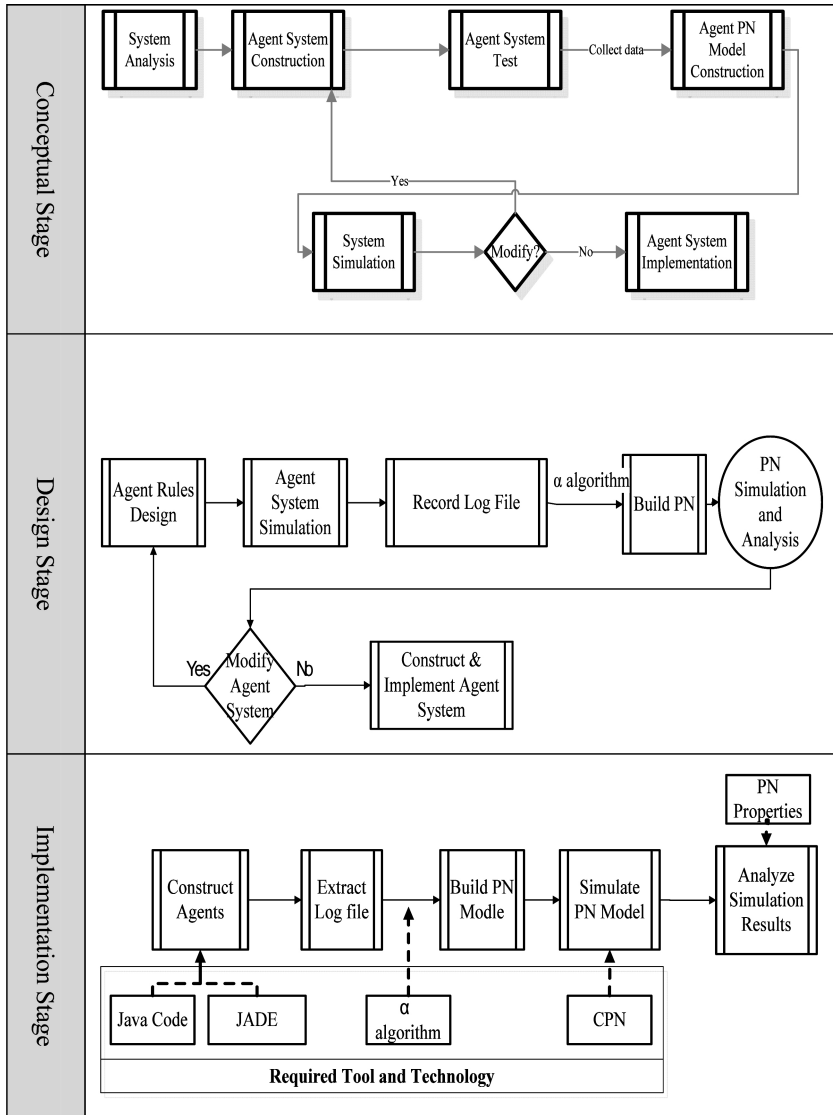 Conceptual Stage
System
Analysis
Agent System
Construction
Agent System
Test
Collect data
Agent PN
Model
Construction
Yes
System
Simulation
Modify?
No
Agent System
Implementation
Design Stage
Agent Rules
Design
Agent
System
Simulation
Record Log File
α algorithm
Build PN
PN
Simulation
and
Analysis
Yes
Modify
Agent
System
No
Construct &
Implement Agent
System
Implementation Stage
PN
Properties
Construct
Agents
Extract
Log file
Build PN
Modle
Simulate
PN Model
Analyze
Simulation
Results
Java Code
JADE
α
algorithm
CPN
Required Tool and Technology